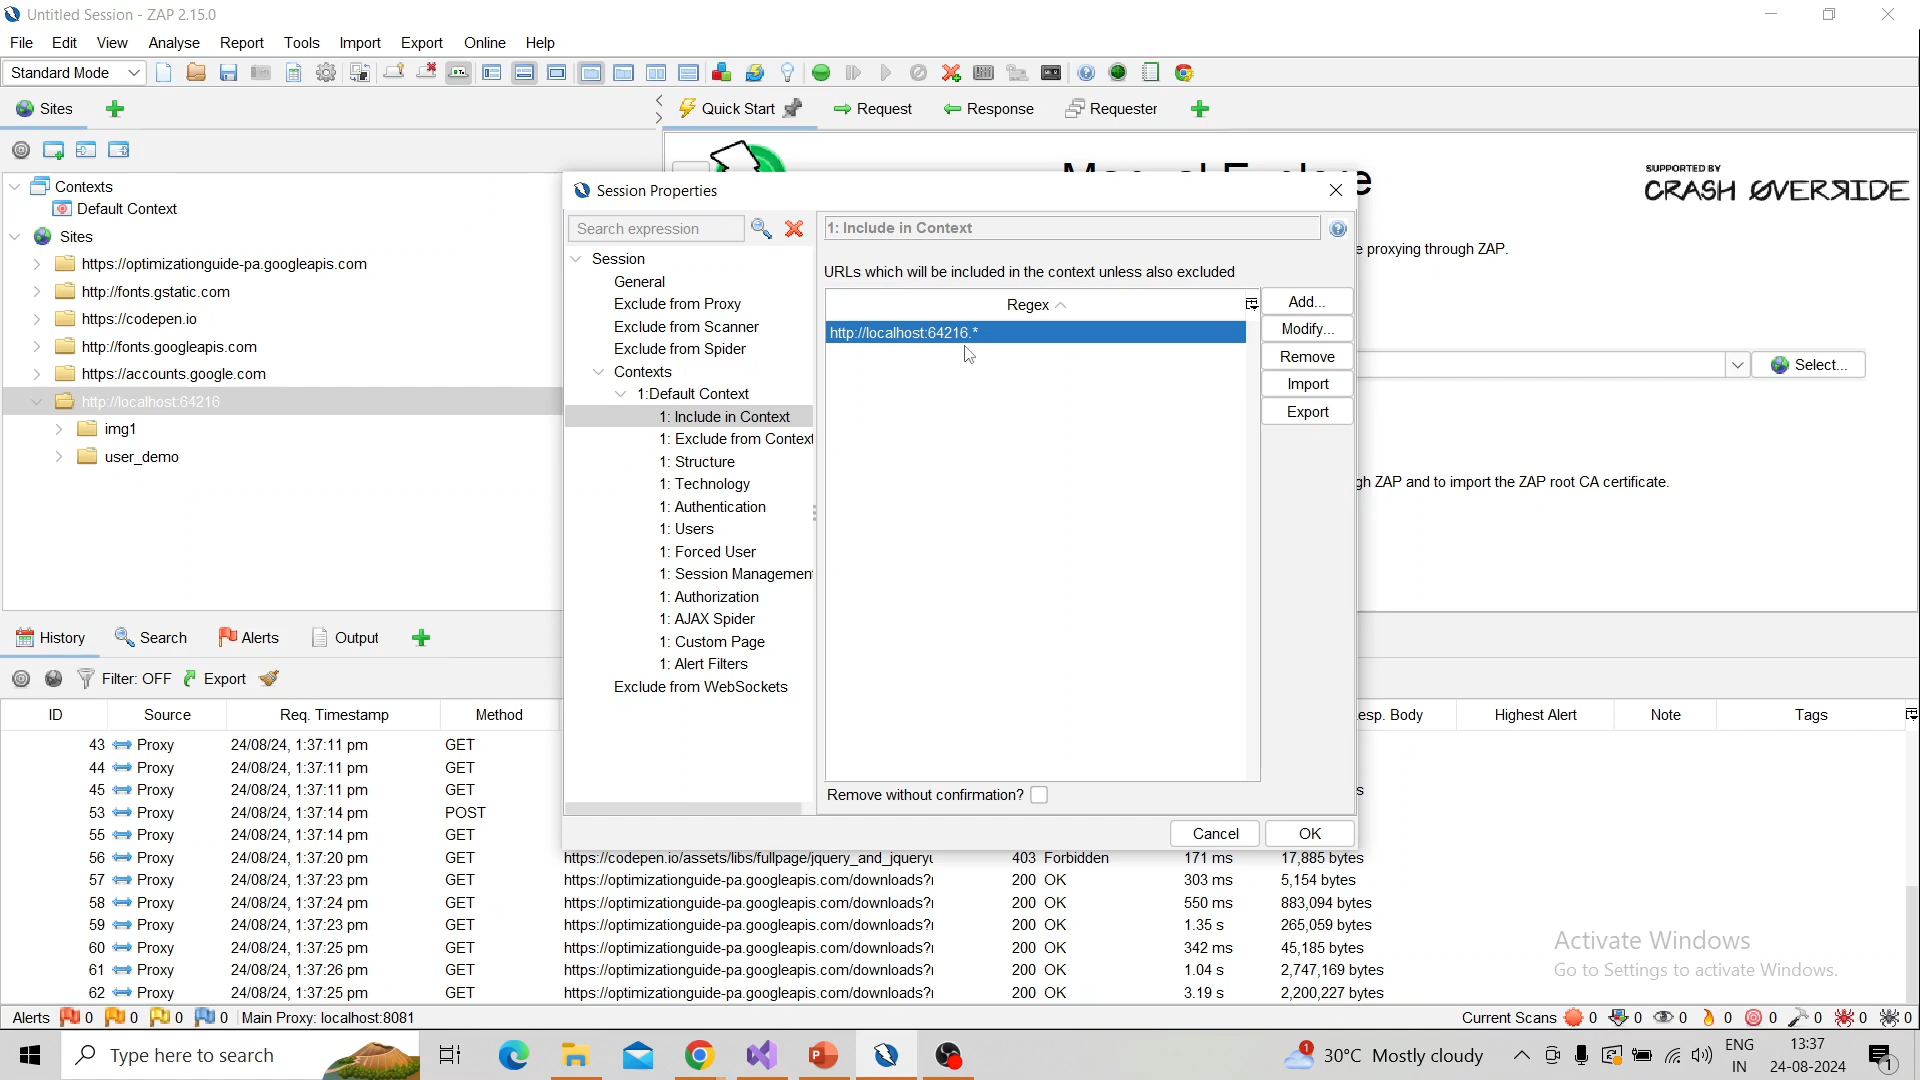 Untitled Session - ZAP 2.15.0
File Edit View Analyse Report Tools Import Export Online Help
Standard Mode
Sites
Quick Start Request Response Requester
Contexts
Default Context
Sites
https://optimizationguide-pa.googleapis.com
http://fonts.gstatic.com
https://codepen.io
http://fonts.googleapis.com
https://accounts.google.com
http://localhost:64216
img1
user_demo
SUPPORTED BY
CRASH OVERRIDE
e proxying through ZAP.
Select...
gh ZAP and to import the ZAP root CA certificate.
Session Properties
Search expression
Session
General
Exclude from Proxy
Exclude from Scanner
Exclude from Spider
Contexts
1:Default Context
1: Include in Context
1: Exclude from Context
1: Structure
1: Technology
1: Authentication
1: Users
1: Forced User
1: Session Management
1: Authorization
1: AJAX Spider
1: Custom Page
1: Alert Filters
Exclude from WebSockets
1: Include in Context
URLs which will be included in the context unless also excluded
Regex
http://localhost:64216.*
Add...
Modify...
Remove
Import
Export
Remove without confirmation?
Cancel OK
History Search Alerts Output
Filter: OFF Export
ID Source Req. Timestamp Method esp. Body Highest Alert Note Tags
43 Proxy 24/08/24, 1:37:11 pm GET
44 Proxy 24/08/24, 1:37:11 pm GET
45 Proxy 24/08/24, 1:37:11 pm GET s
53 Proxy 24/08/24, 1:37:14 pm POST
55 Proxy 24/08/24, 1:37:14 pm GET
56 Proxy 24/08/24, 1:37:20 pm GET https://codepen.io/assets/libs/fullpage/jquery_and_jqueryu 403 Forbidden 171 ms 17,885 bytes
57 Proxy 24/08/24, 1:37:23 pm GET https://optimizationguide-pa.googleapis.com/downloads?r 200 OK 303 ms 5,154 bytes
58 Proxy 24/08/24, 1:37:24 pm GET https://optimizationguide-pa.googleapis.com/downloads?r 200 OK 550 ms 883,094 bytes
59 Proxy 24/08/24, 1:37:23 pm GET https://optimizationguide-pa.googleapis.com/downloads?r 200 OK 1.35 s 265,059 bytes
60 Proxy 24/08/24, 1:37:25 pm GET https://optimizationguide-pa.googleapis.com/downloads?r 200 OK 342 ms 45,185 bytes
61 Proxy 24/08/24, 1:37:26 pm GET https://optimizationguide-pa.googleapis.com/downloads?r 200 OK 1.04 s 2,747,169 bytes
62 Proxy 24/08/24, 1:37:25 pm GET https://optimizationguide-pa.googleapis.com/downloads?r 200 OK 3.19 s 2,200,227 bytes
Activate Windows
Go to Settings to activate Windows.
Alerts 0 0 0 0 Main Proxy: localhost:8081 Current Scans 0 0 0 0 0 0 0 0
Type here to search
30°C Mostly cloudy
ENG
IN
13:37
24-08-2024
1
1